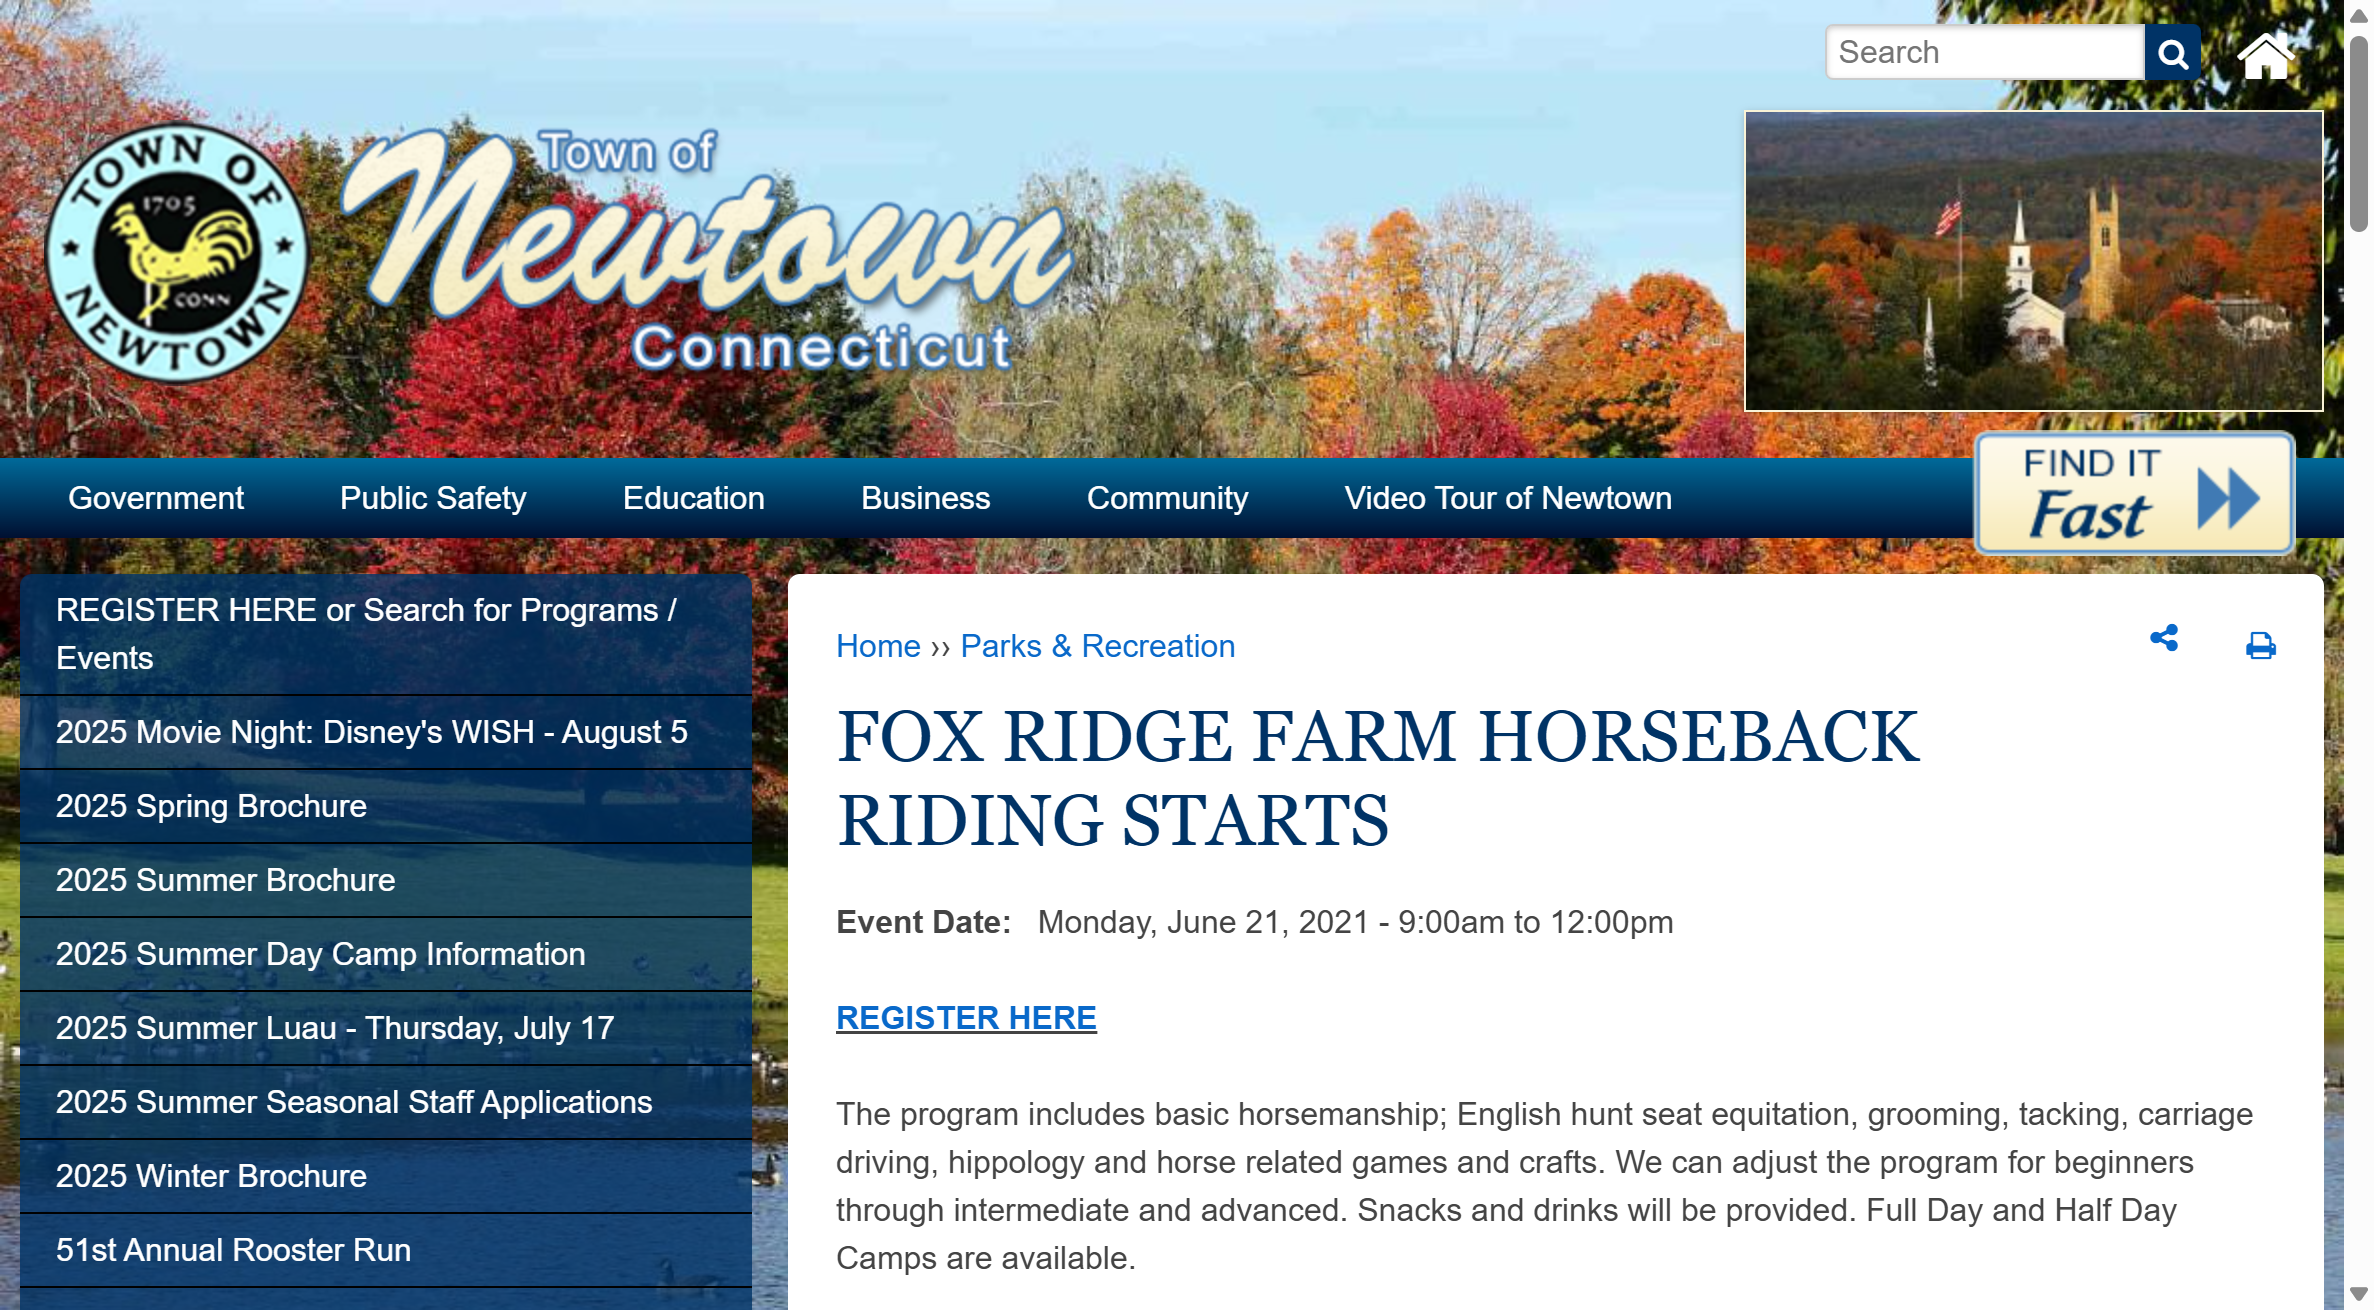 Search
TOWN OF NEWTOWN
1705
CONN
Town of
Newtown
Connecticut
Government
Public Safety
Education
Business
Community
Video Tour of Newtown
FIND IT
Fast
REGISTER HERE or Search for Programs /
Events
2025 Movie Night: Disney's WISH - August 5
2025 Spring Brochure
2025 Summer Brochure
2025 Summer Day Camp Information
2025 Summer Luau - Thursday, July 17
2025 Summer Seasonal Staff Applications
2025 Winter Brochure
51st Annual Rooster Run
Home ›› Parks & Recreation
FOX RIDGE FARM HORSEBACK
RIDING STARTS
Event Date: Monday, June 21, 2021 - 9:00am to 12:00pm
REGISTER HERE
The program includes basic horsemanship; English hunt seat equitation, grooming, tacking, carriage
driving, hippology and horse related games and crafts. We can adjust the program for beginners
through intermediate and advanced. Snacks and drinks will be provided. Full Day and Half Day
Camps are available.